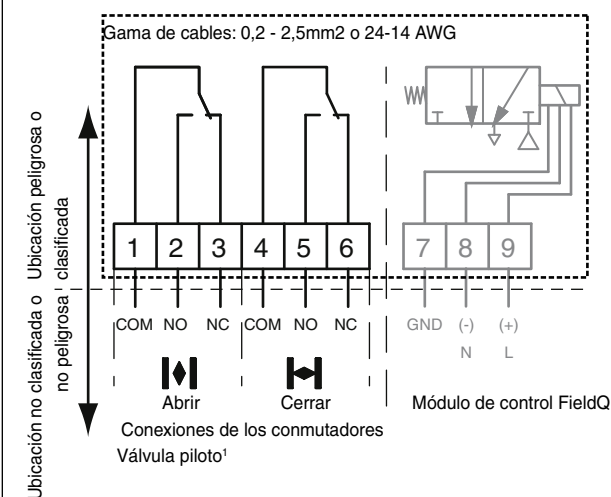 Gama de cables: 0,2 - 2,5mm2 o 24-14 AWG
Ubicación peligrosa o
clasificada
1 2 3 4 5 6 7 8 9
Ubicación no clasificada o
no peligrosa
COM NO NC COM NO NC GND (-) (+)
N L
Abrir Cerrar Módulo de control FieldQ
Conexiones de los conmutadores
Válvula piloto¹